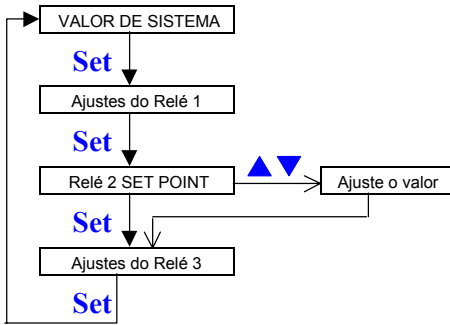 VALOR DE SISTEMA
Set
Ajustes do Relé 1
Set
Relé 2 SET POINT
Ajuste o valor
Set
Ajustes do Relé 3
Set